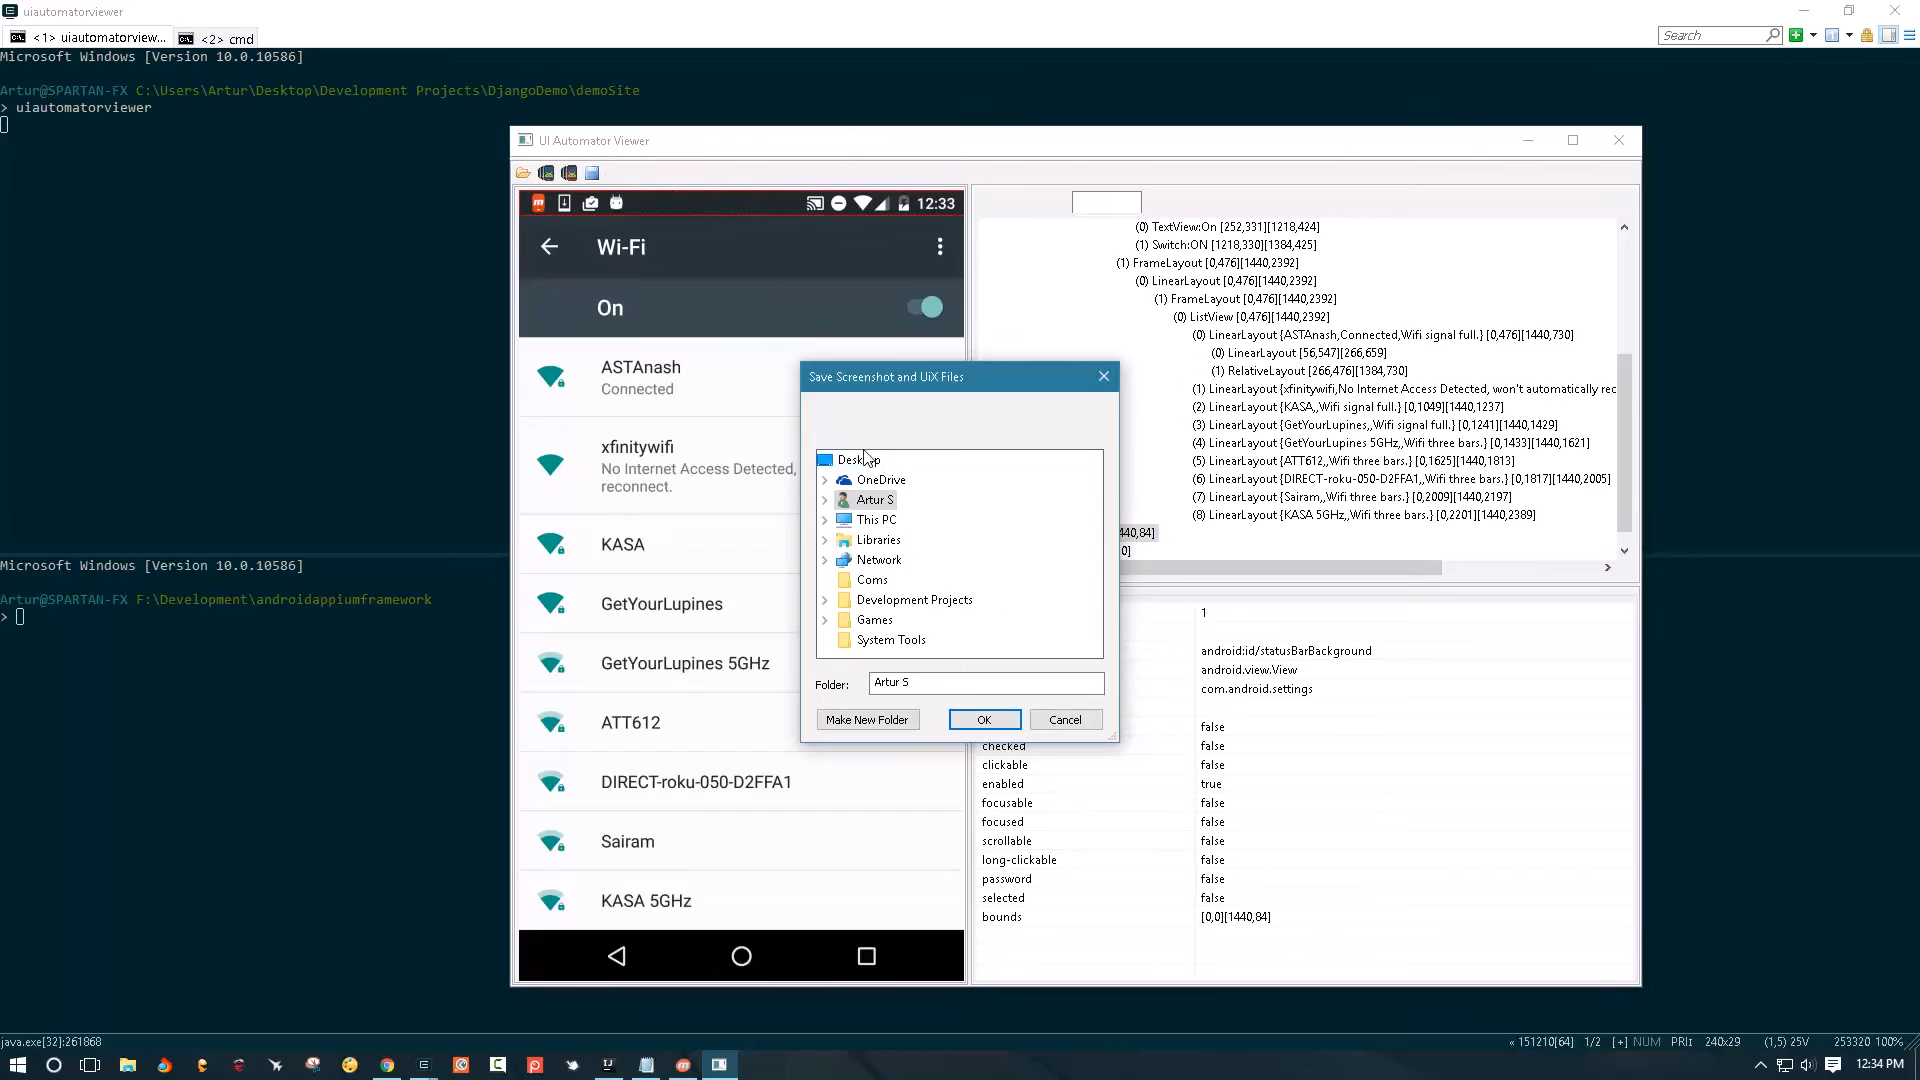 uiautomatorviewer
<1> uiautomatorview...
<2> cmd
Search
Microsoft Windows [Version 10.0.10586]
Artur@SPARTAN-FX C:\Users\Artur\Desktop\Development Projects\DjangoDemo\demoSite
> uiautomatorviewer
UI Automator Viewer
12:33
Wi-Fi
On
ASTAnash
Connected
xfinitywifi
No Internet Access Detected,
reconnect.
KASA
GetYourLupines
GetYourLupines 5GHz
ATT612
DIRECT-roku-050-D2FFA1
Sairam
KASA 5GHz
(0) TextView:On [252,331][1218,424]
(1) Switch:ON [1218,330][1384,425]
(1) FrameLayout [0,476][1440,2392]
(0) LinearLayout [0,476][1440,2392]
(1) FrameLayout [0,476][1440,2392]
(0) ListView [0,476][1440,2392]
(0) LinearLayout {ASTAnash,Connected,Wifi signal full.} [0,476][1440,730]
(0) LinearLayout [56,547][266,659]
(1) RelativeLayout [266,476][1384,730]
(1) LinearLayout {xfinitywifi,No Internet Access Detected, won't automatically rec
(2) LinearLayout {KASA,,Wifi signal full.} [0,1049][1440,1237]
(3) LinearLayout {GetYourLupines,,Wifi signal full.} [0,1241][1440,1429]
(4) LinearLayout {GetYourLupines 5GHz,,Wifi three bars.} [0,1433][1440,1621]
(5) LinearLayout {ATT612,,Wifi three bars.} [0,1625][1440,1813]
(6) LinearLayout {DIRECT-roku-050-D2FFA1,,Wifi three bars.} [0,1817][1440,2005]
(7) LinearLayout {Sairam,,Wifi three bars.} [0,2009][1440,2197]
(8) LinearLayout {KASA 5GHz,,Wifi three bars.} [0,2201][1440,2389]
440,84]
0]
Save Screenshot and UiX Files
Desktop
OneDrive
Artur S
This PC
Libraries
Network
Coms
Development Projects
Games
System Tools
Folder: Artur S
Make New Folder
OK
Cancel
1
android:id/statusBarBackground
android.view.View
com.android.settings
false
checked false
clickable false
enabled true
focusable false
focused false
scrollable false
long-clickable false
password false
selected false
bounds [0,0][1440,84]
Microsoft Windows [Version 10.0.10586]
Artur@SPARTAN-FX F:\Development\androidappiumframework
>
java.exe[32]:261868
« 151210[64] 1/2 [+] NUM PRI↕ 240x29 (1,5) 25V 253320 100%
12:34 PM